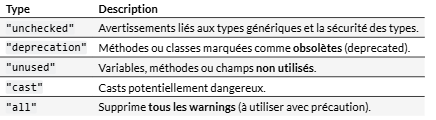 Type Description
"unchecked" Avertissements liés aux types génériques et la sécurité des types.
"deprecation" Méthodes ou classes marquées comme obsolètes (deprecated).
"unused" Variables, méthodes ou champs non utilisés.
"cast" Casts potentiellement dangereux.
"all" Supprime tous les warnings (à utiliser avec précaution).